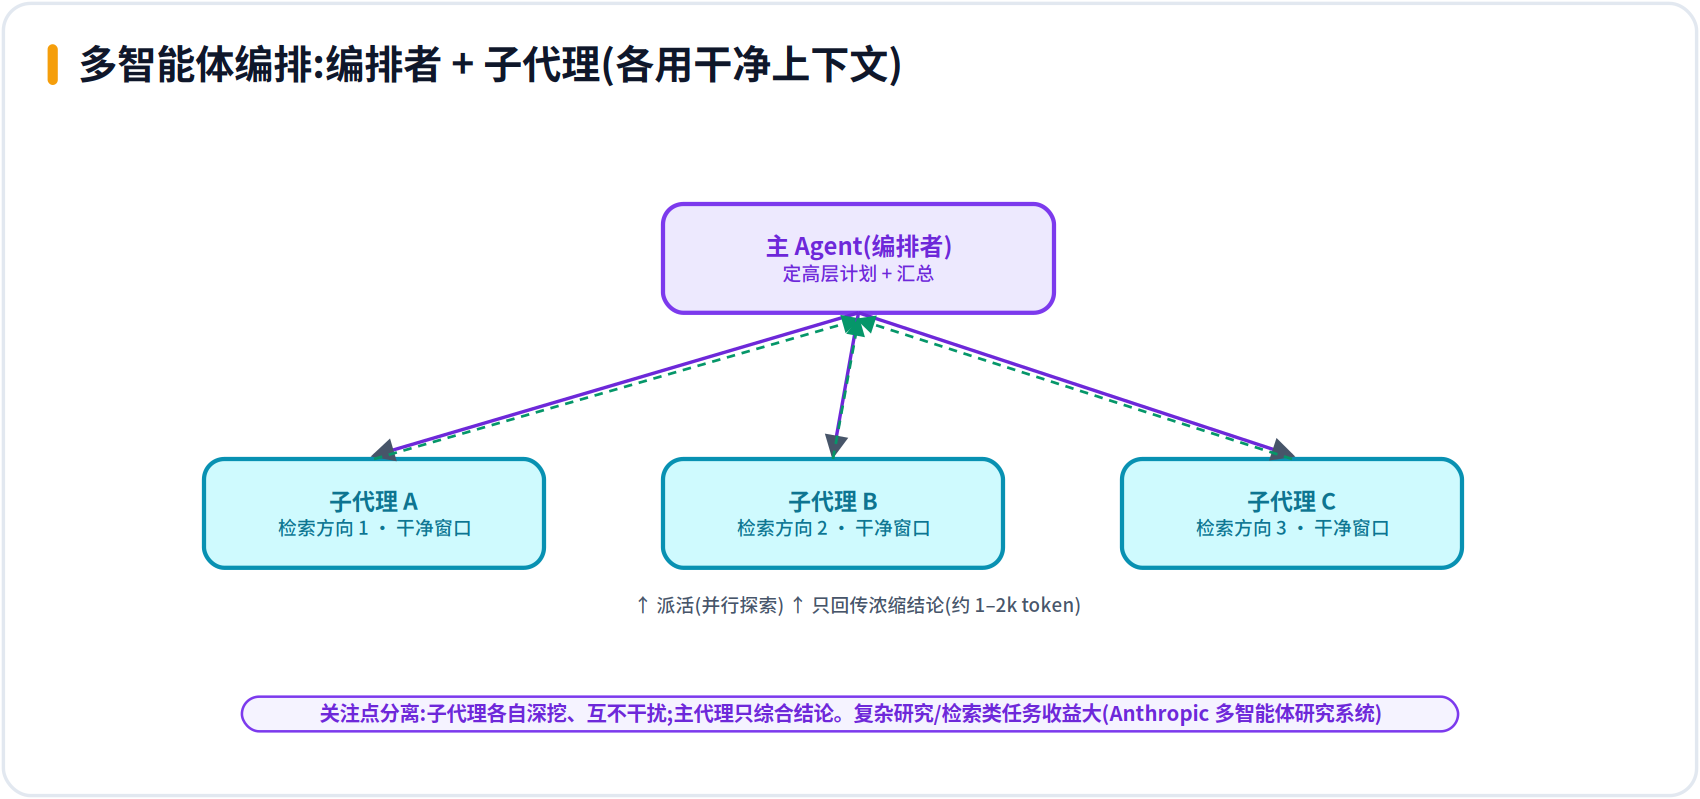 多智能体编排:编排者 + 子代理(各用干净上下文)
主 Agent(编排者)
定高层计划 + 汇总
子代理 A
检索方向 1 · 干净窗口
子代理 B
检索方向 2 · 干净窗口
子代理 C
检索方向 3 · 干净窗口
↑ 派活(并行探索) ↑ 只回传浓缩结论(约 1–2k token)
关注点分离:子代理各自深挖、互不干扰;主代理只综合结论。复杂研究/检索类任务收益大(Anthropic 多智能体研究系统)